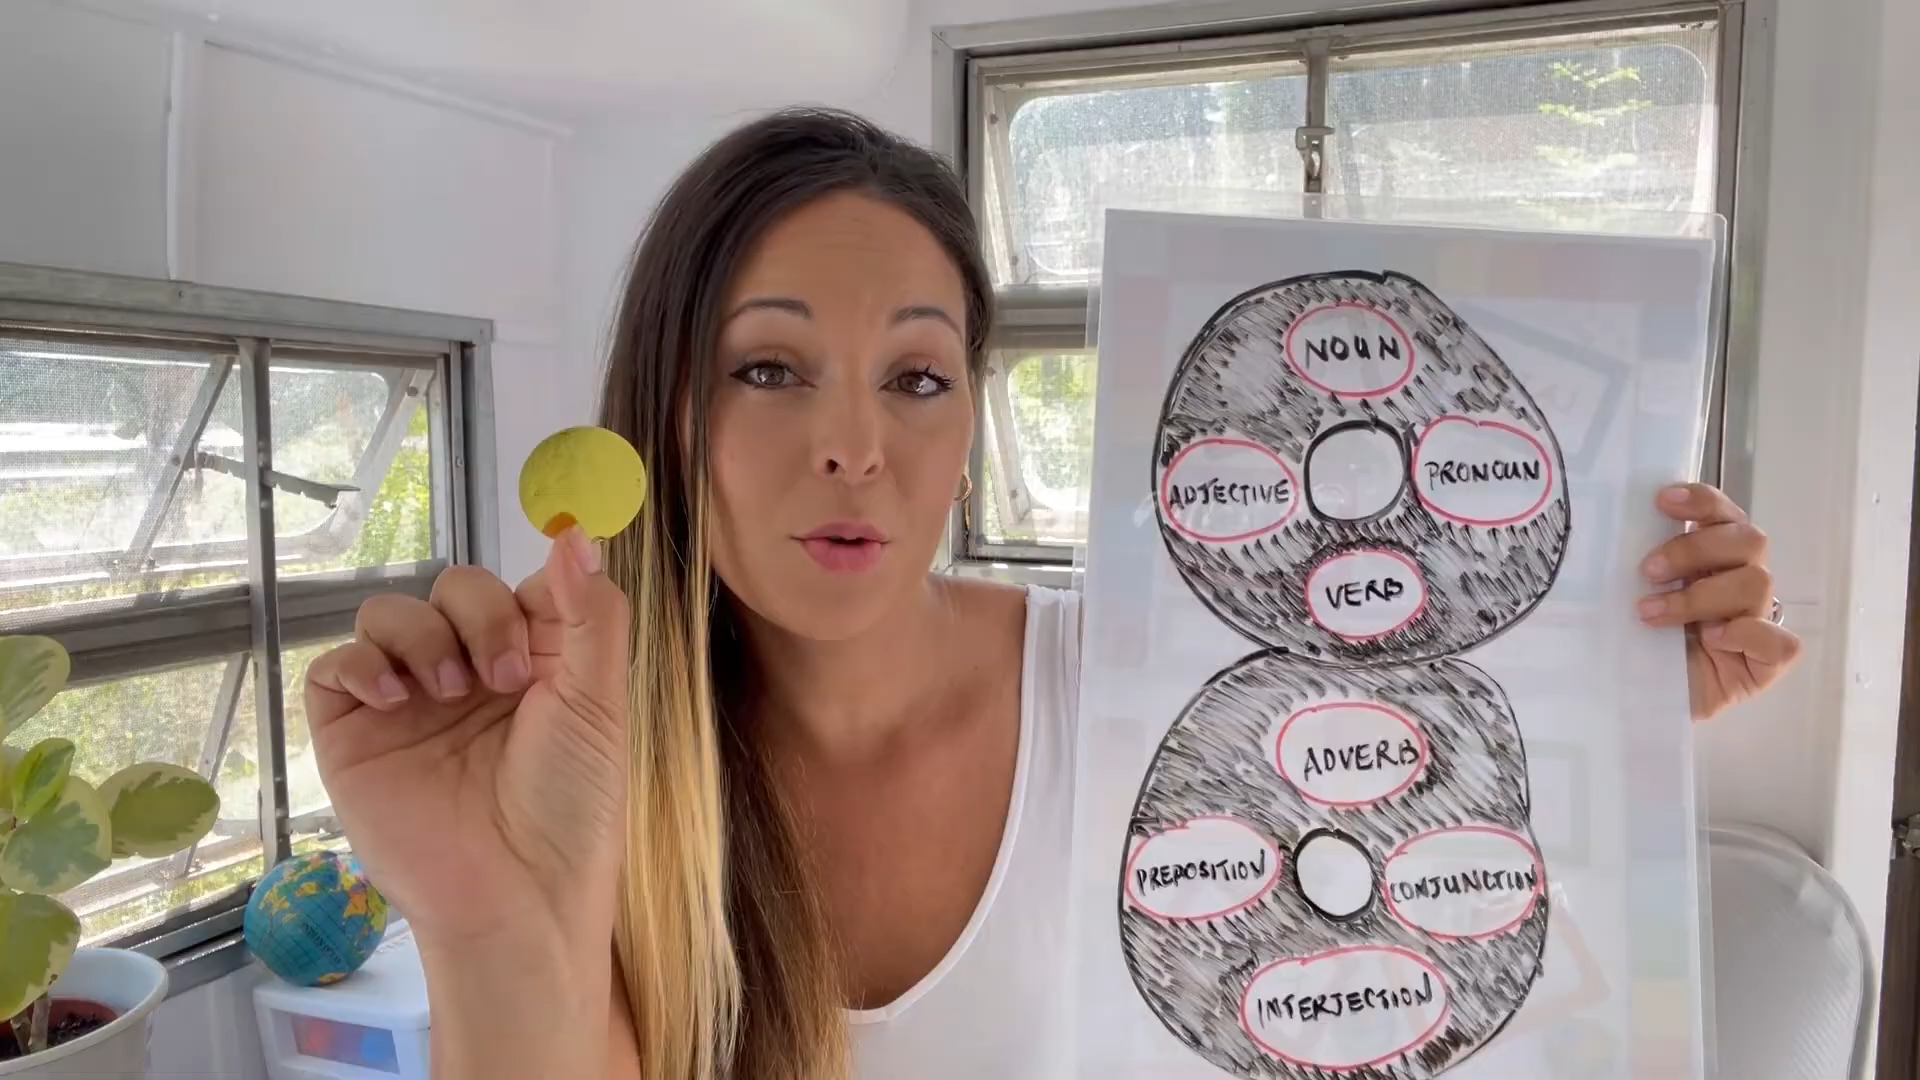 NOUN
ADJECTIVE
PRONOUN
VERB
ADVERB
PREPOSITION
CONJUNCTION
INTERJECTION